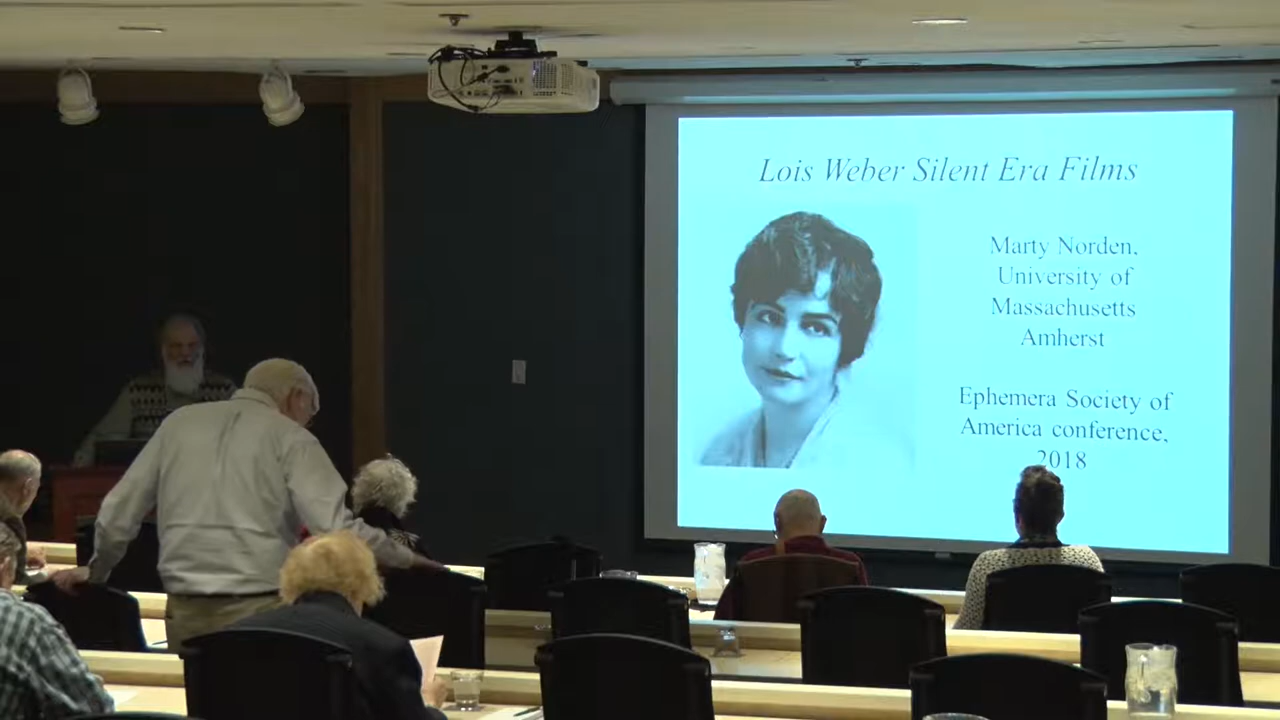 Lois Weber Silent Era Films
Marty Norden,
University of
Massachusetts
Amherst
Ephemera Society of
America conference,
2018